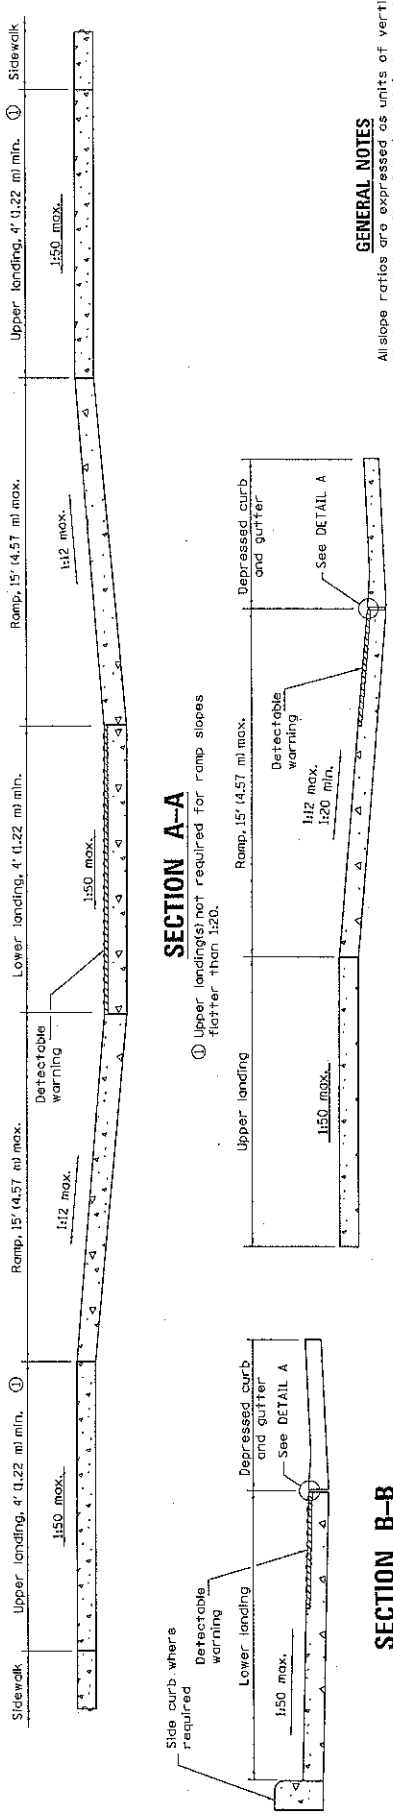 Sidewalk
Upper landing, 4' (1.22 m) min. ①
Ramp, 15' (4.57 m) max.
Lower landing, 4' (1.22 m) min.
Ramp, 15' (4.57 m) max.
Upper landing, 4' (1.22 m) min. ①
Sidewalk
1:50 max.
1:12 max.
Detectable
warning
1:50 max.
1:12 max.
1:50 max.
SECTION A-A
① Upper landing(s) not required for ramp slopes
flatter than 1:20.
Side curb where
required
Detectable
warning
Lower landing
Depressed curb
and gutter
See DETAIL A
1:50 max.
SECTION B-B
Upper landing
Ramp, 15' (4.57 m) max.
Depressed curb
and gutter
1:50 max.
1:12 max.
1:20 min.
Detectable
warning
See DETAIL A
GENERAL NOTES
All slope ratios are expressed as units of verti